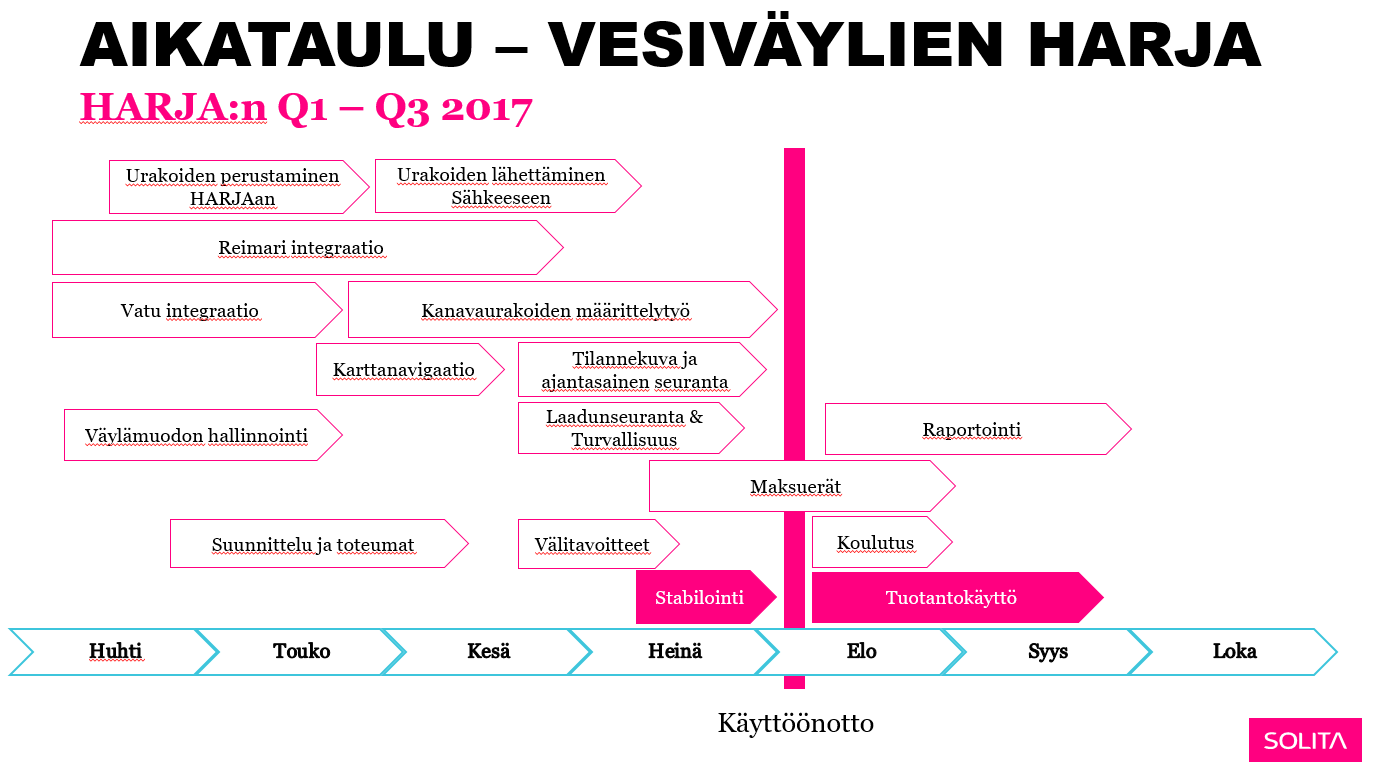 AIKATAULU – VESIVÄYLIEN HARJA
HARJA:n Q1 – Q3 2017
Urakoiden perustaminen
HARJAan
Urakoiden lähettäminen
Sähkeeseen
Reimari integraatio
Vatu integraatio
Kanavaurakoiden määrittelytyö
Karttanavigaatio
Tilannekuva ja
ajantasainen seuranta
Väylämuodon hallinnointi
Laadunseuranta &
Turvallisuus
Raportointi
Maksuerät
Suunnittelu ja toteumat
Välitavoitteet
Koulutus
Stabilointi
Tuotantokäyttö
Huhti
Touko
Kesä
Heinä
Elo
Syys
Loka
Käyttöönotto
SOLITA